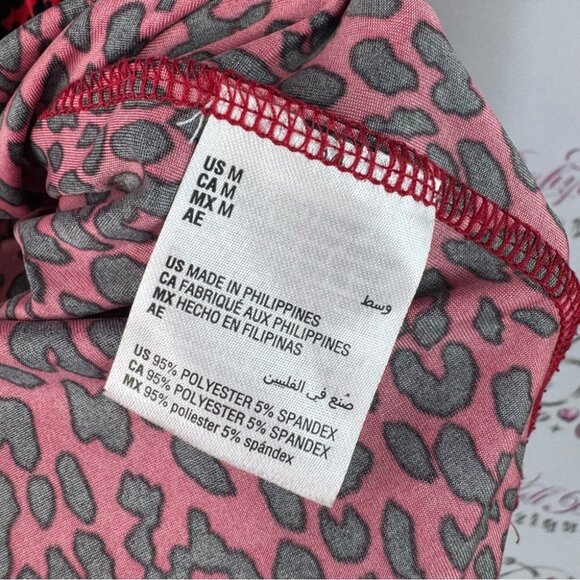 US M
CA M
MX M
AE
وسط
US MADE IN PHILIPPINES
CA FABRIQUÉ AUX PHILIPPINES
MX HECHO EN FILIPINAS
AE
صنع في الفلبين
US 95% POLYESTER 5% SPANDEX
CA 95% POLYESTER 5% SPANDEX
MX 95% poliester 5% spándex